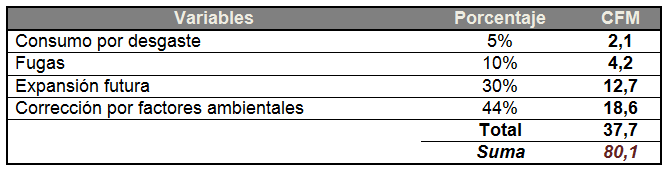 Variables Porcentaje CFM
Consumo por desgaste 5% 2,1
Fugas 10% 4,2
Expansión futura 30% 12,7
Corrección por factores ambientales 44% 18,6
Total 37,7
Suma 80,1